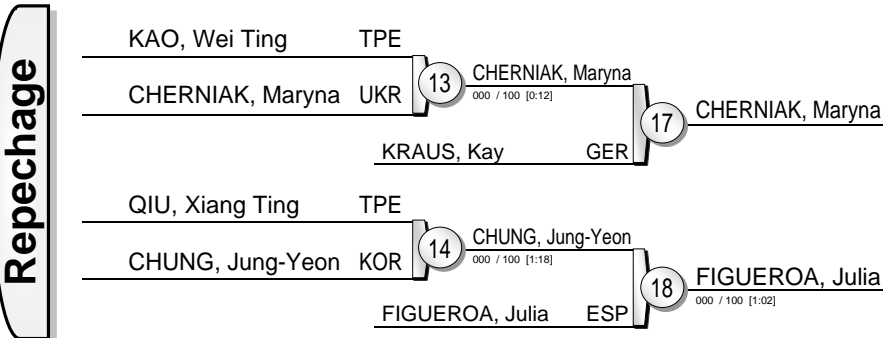 Repechage
KAO, Wei Ting TPE
CHERNIAK, Maryna UKR
13
CHERNIAK, Maryna
000 / 100 [0:12]
KRAUS, Kay GER
17
CHERNIAK, Maryna
QIU, Xiang Ting TPE
CHUNG, Jung-Yeon KOR
14
CHUNG, Jung-Yeon
000 / 100 [1:18]
FIGUEROA, Julia ESP
18
FIGUEROA, Julia
000 / 100 [1:02]